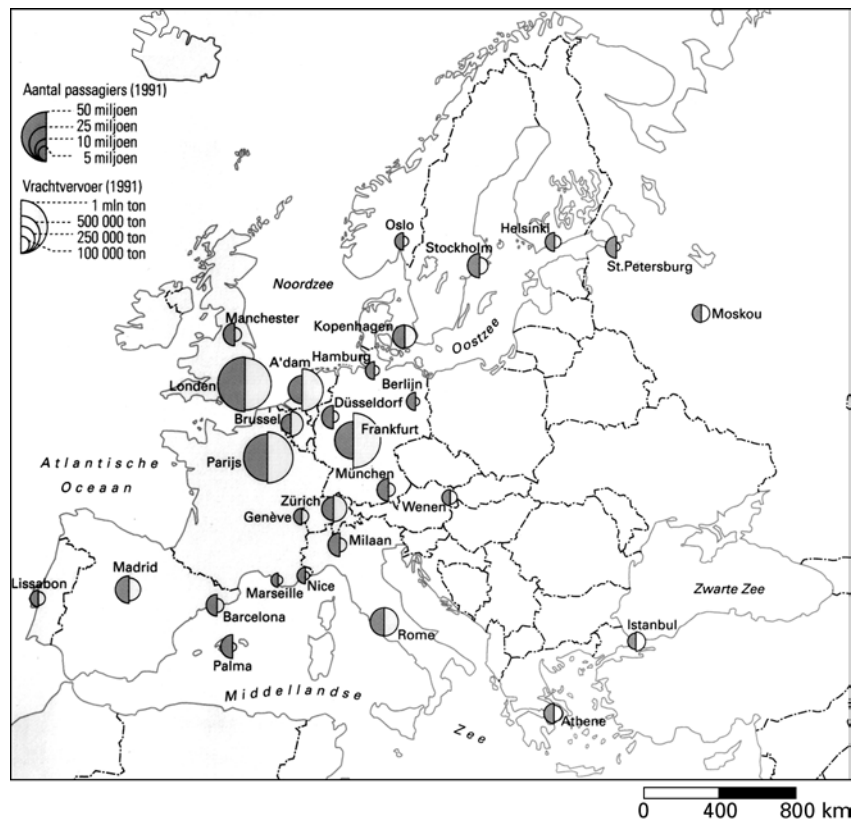 Aantal passagiers (1991)
50 miljoen
25 miljoen
10 miljoen
5 miljoen
Vrachtvervoer (1991)
1 mln ton
500 000 ton
250 000 ton
100 000 ton
Oslo
Helsinki
Stockholm
St.Petersburg
Noordzee
Moskou
Manchester
Kopenhagen
Oostzee
Hamburg
A'dam
Londen
Berlijn
Düsseldorf
Brussel
Frankfurt
Parijs
Atlantische
Oceaan
München
Zürich
Wenen
Genève
Milaan
Madrid
Lissabon
Marseille
Nice
Zwarte Zee
Barcelona
Istanbul
Rome
Palma
Middellandse
Zee
Athene
0 400 800 km